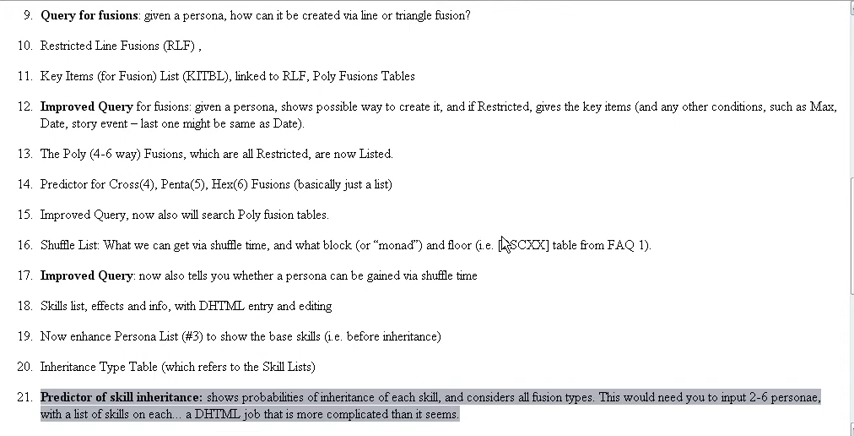 9. Query for fusions: given a persona, how can it be created via line or triangle fusion?
10. Restricted Line Fusions (RLF) ,
11. Key Items (for Fusion) List (KITBL), linked to RLF, Poly Fusions Tables
12. Improved Query for fusions: given a persona, shows possible way to create it, and if Restricted, gives the key items (and any other conditions, such as Max,
Date, story event – last one might be same as Date).
13. The Poly (4-6 way) Fusions, which are all Restricted, are now Listed.
14. Predictor for Cross(4), Penta(5), Hex(6) Fusions (basically just a list)
15. Improved Query, now also will search Poly fusion tables.
16. Shuffle List: What we can get via shuffle time, and what block (or “monad”) and floor (i.e. SCXX] table from FAQ 1).
17. Improved Query: now also tells you whether a persona can be gained via shuffle time
18. Skills list, effects and info, with DHTML entry and editing
19. Now enhance Persona List (#3) to show the base skills (i.e. before inheritance)
20. Inheritance Type Table (which refers to the Skill Lists)
21. Predictor of skill inheritance: shows probabilities of inheritance of each skill, and considers all fusion types. This would need you to input 2-6 personae,
with a list of skills on each... a DHTML job that is more complicated than it seems.